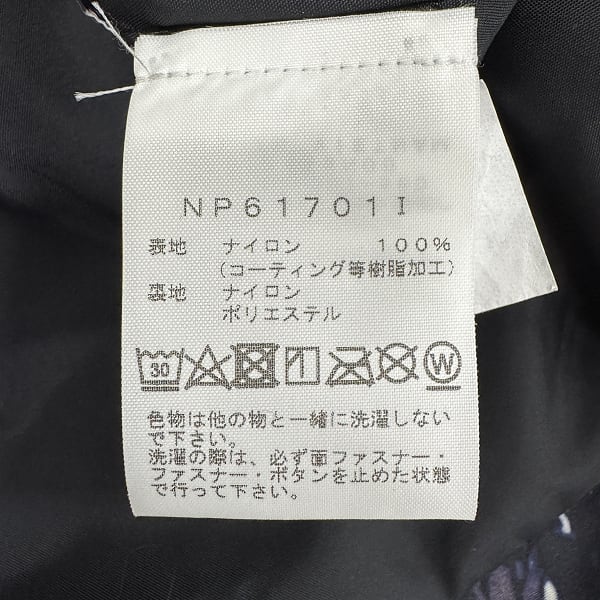 NP61701I
表地 ナイロン 100%
(コーティング等樹脂加工)
裏地 ナイロン
ポリエステル
30
W
色物は他の物と一緒に洗濯しない
で下さい。
洗濯の際は、必ず面ファスナー・
ファスナー・ボタンを止めた状態
で行って下さい。